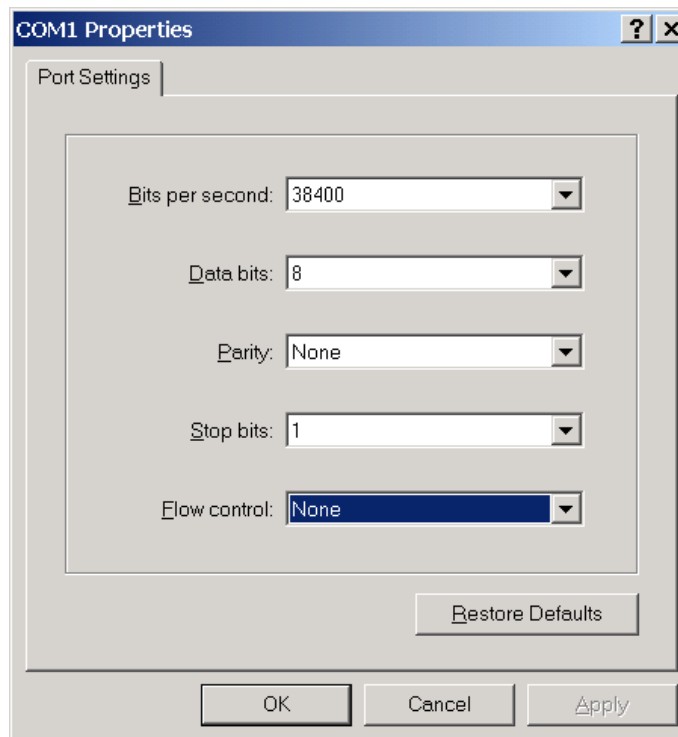 COM1 Properties
Port Settings
Bits per second: 38400
Data bits: 8
Parity: None
Stop bits: 1
Flow control: None
Restore Defaults
OK Cancel Apply